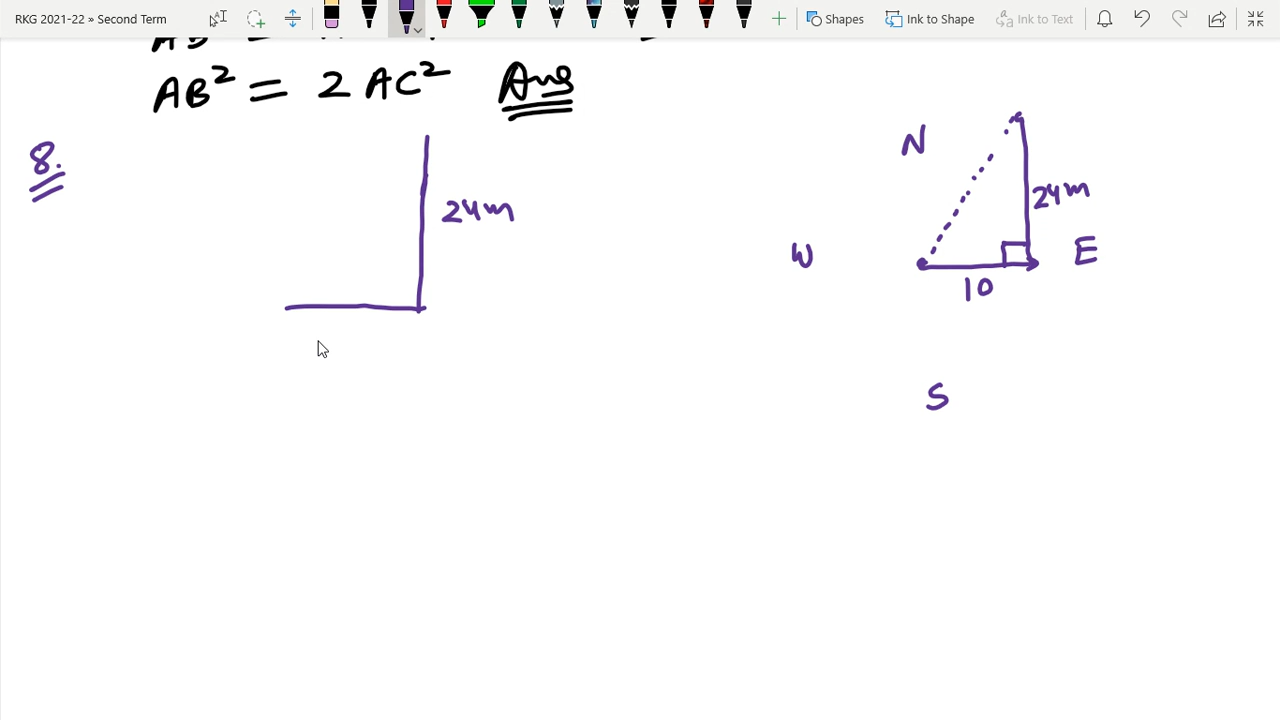 RKG 2021-22 » Second Term
Shapes
Ink to Shape
Ink to Text
AB² = 2 AC² Ans
8.
24m
N
24m
W
E
10
S